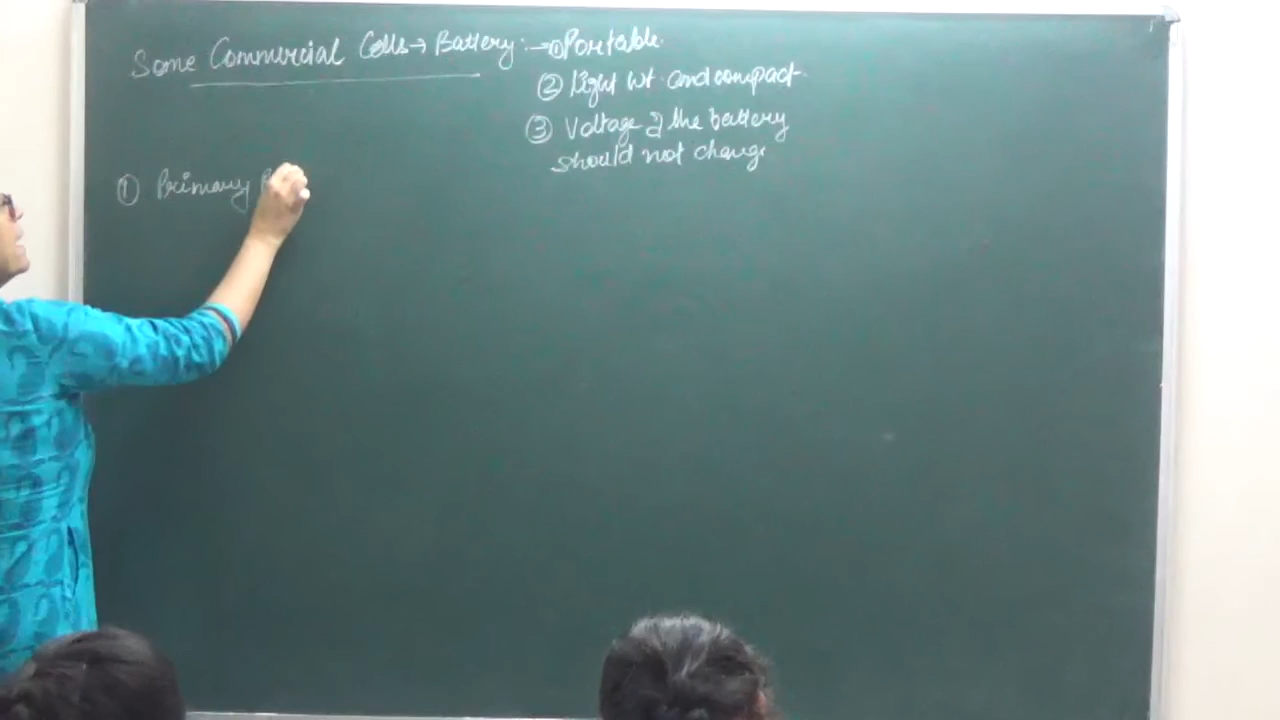 Some Commercial Cells → Battery : → ① Portable.
② Light wt. and compact.
③ Voltage of the battery
should not change
① Primary